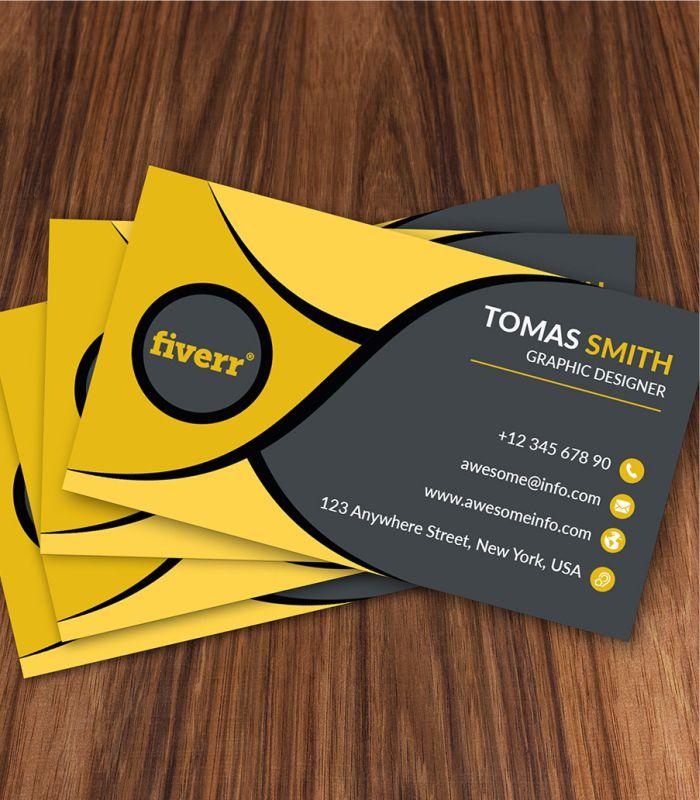 fiverr®
TOMAS SMITH
GRAPHIC DESIGNER
+12 345 678 90
awesome@info.com
www.awesomeinfo.com
123 Anywhere Street, New York, USA